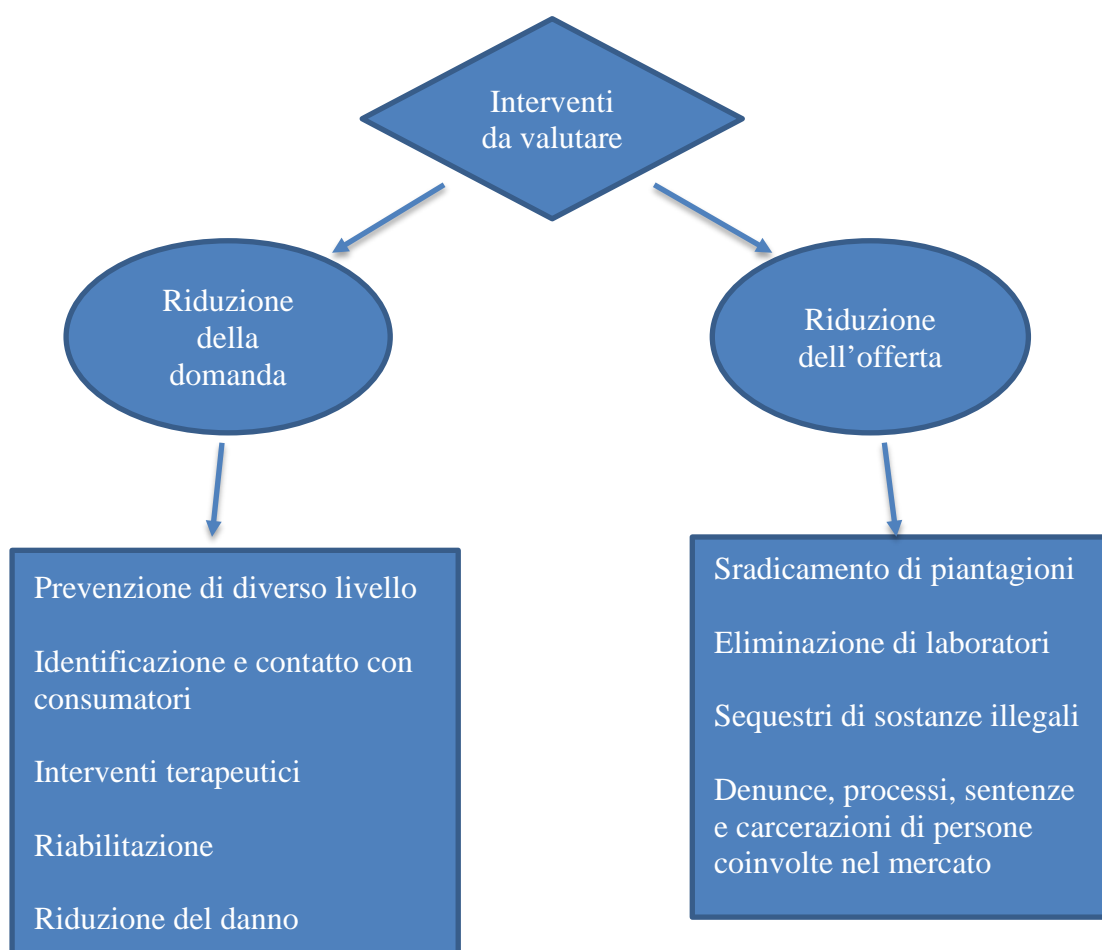 Interventi
da valutare
Riduzione
della
domanda
Riduzione
dell’offerta
Prevenzione di diverso livello
Identificazione e contatto con
consumatori
Interventi terapeutici
Riabilitazione
Riduzione del danno
Sradicamento di piantagioni
Eliminazione di laboratori
Sequestri di sostanze illegali
Denunce, processi, sentenze
e carcerazioni di persone
coinvolte nel mercato